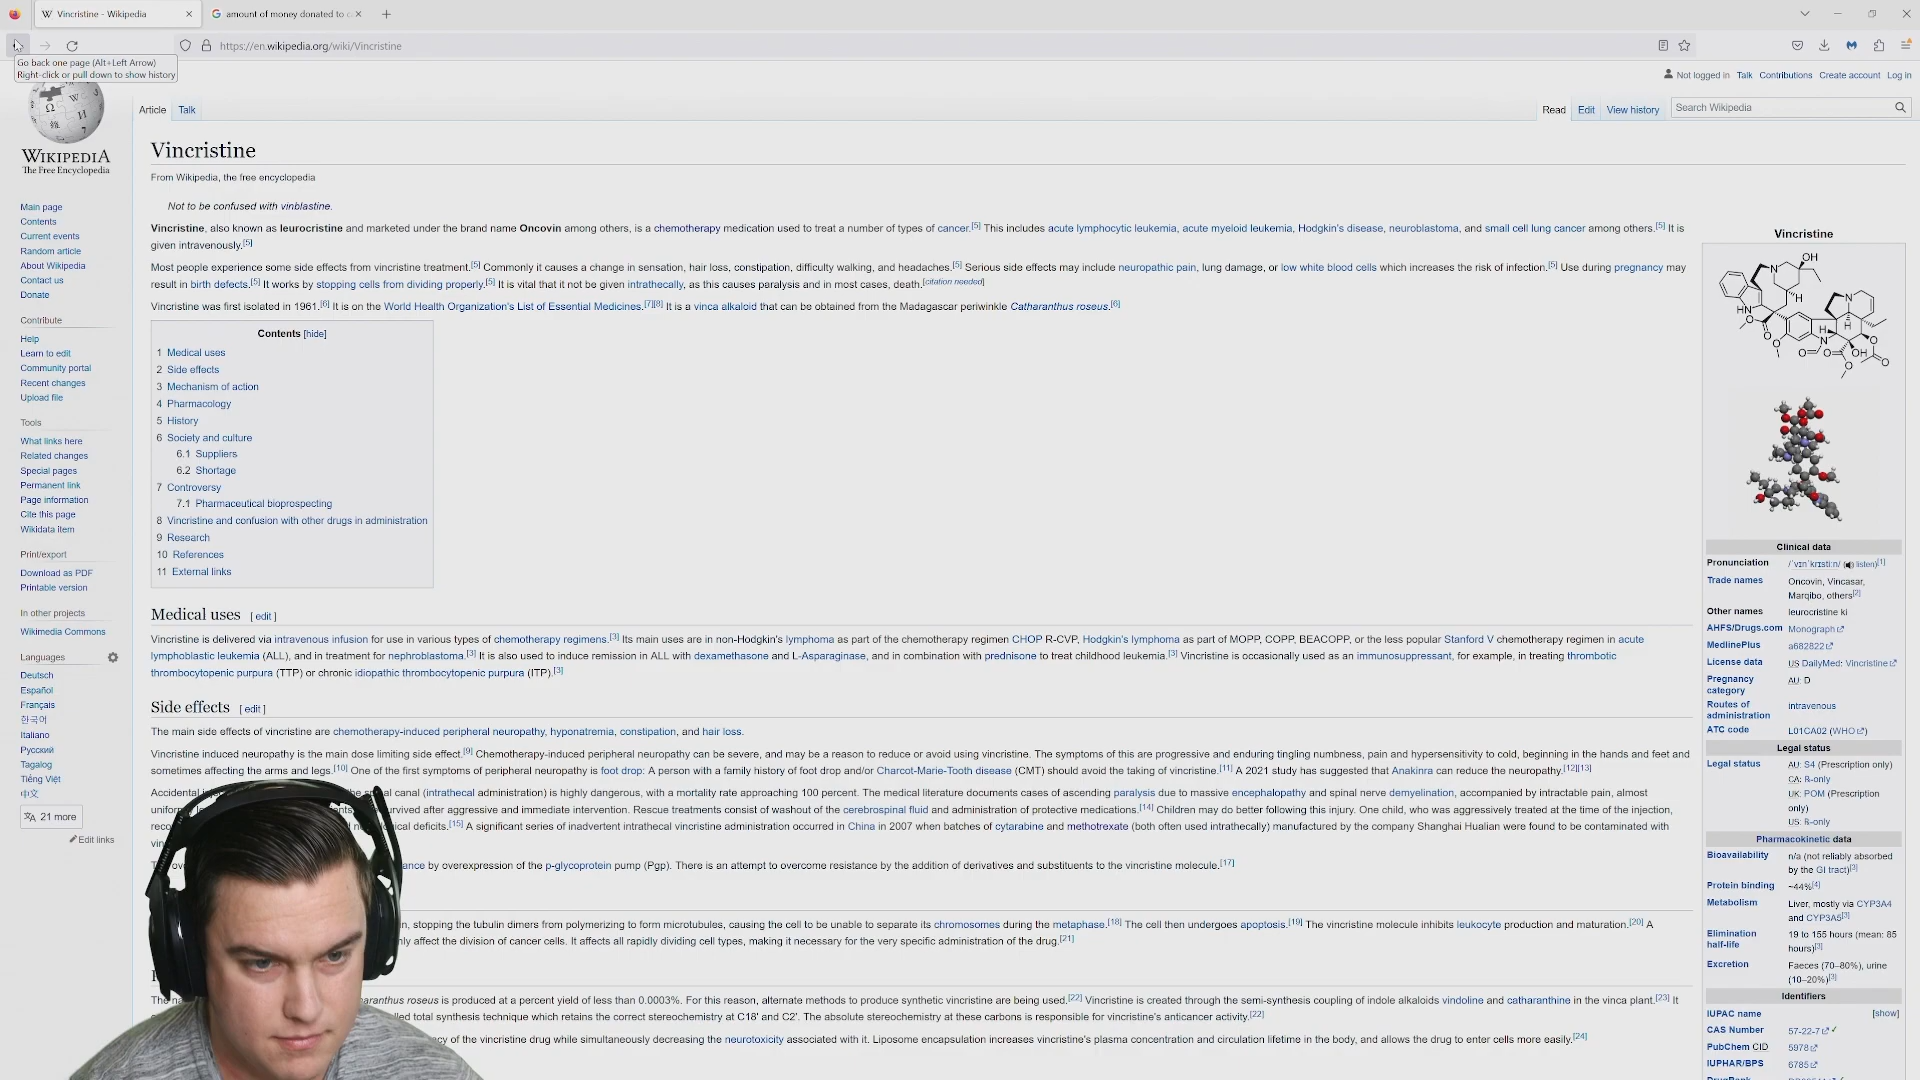 Vincristine - Wikipedia
amount of money donated to c
https://en.wikipedia.org/wiki/Vincristine
Go back one page (Alt+Left Arrow)
Right-click or pull down to show history
Not logged in Talk Contributions Create account Log in
Article Talk
Read Edit View history
Search Wikipedia
WIKIPEDIA
The Free Encyclopedia
Main page
Contents
Current events
Random article
About Wikipedia
Contact us
Donate
Contribute
Help
Learn to edit
Community portal
Recent changes
Upload file
Tools
What links here
Related changes
Special pages
Permanent link
Page information
Cite this page
Wikidata item
Print/export
Download as PDF
Printable version
In other projects
Wikimedia Commons
Languages
Deutsch
Español
Français
한국어
Italiano
Русский
Tagalog
Tiếng Việt
中文
21 more
Edit links
Vincristine
From Wikipedia, the free encyclopedia
Not to be confused with vinblastine.
Vincristine, also known as leurocristine and marketed under the brand name Oncovin among others, is a chemotherapy medication used to treat a number of types of cancer.[5] This includes acute lymphocytic leukemia, acute myeloid leukemia, Hodgkin's disease, neuroblastoma, and small cell lung cancer among others.[5] It is
given intravenously.[5]
Most people experience some side effects from vincristine treatment.[5] Commonly it causes a change in sensation, hair loss, constipation, difficulty walking, and headaches.[5] Serious side effects may include neuropathic pain, lung damage, or low white blood cells which increases the risk of infection.[5] Use during pregnancy may
result in birth defects.[5] It works by stopping cells from dividing properly.[5] It is vital that it not be given intrathecally, as this causes paralysis and in most cases, death.[citation needed]
Vincristine was first isolated in 1961.[6] It is on the World Health Organization's List of Essential Medicines.[7][8] It is a vinca alkaloid that can be obtained from the Madagascar periwinkle Catharanthus roseus.[6]
Contents [hide]
1 Medical uses
2 Side effects
3 Mechanism of action
4 Pharmacology
5 History
6 Society and culture
6.1 Suppliers
6.2 Shortage
7 Controversy
7.1 Pharmaceutical bioprospecting
8 Vincristine and confusion with other drugs in administration
9 Research
10 References
11 External links
Medical uses [ edit ]
Vincristine is delivered via intravenous infusion for use in various types of chemotherapy regimens.[3] Its main uses are in non-Hodgkin's lymphoma as part of the chemotherapy regimen CHOP R-CVP, Hodgkin's lymphoma as part of MOPP, COPP, BEACOPP, or the less popular Stanford V chemotherapy regimen in acute
lymphoblastic leukemia (ALL), and in treatment for nephroblastoma.[3] It is also used to induce remission in ALL with dexamethasone and L-Asparaginase, and in combination with prednisone to treat childhood leukemia.[3] Vincristine is occasionally used as an immunosuppressant, for example, in treating thrombotic
thrombocytopenic purpura (TTP) or chronic idiopathic thrombocytopenic purpura (ITP).[3]
Side effects [ edit ]
The main side effects of vincristine are chemotherapy-induced peripheral neuropathy, hyponatremia, constipation, and hair loss.
Vincristine induced neuropathy is the main dose limiting side effect.[9] Chemotherapy-induced peripheral neuropathy can be severe, and may be a reason to reduce or avoid using vincristine. The symptoms of this are progressive and enduring tingling numbness, pain and hypersensitivity to cold, beginning in the hands and feet and
sometimes affecting the arms and legs.[10] One of the first symptoms of peripheral neuropathy is foot drop: A person with a family history of foot drop and/or Charcot-Marie-Tooth disease (CMT) should avoid the taking of vincristine.[11] A 2021 study has suggested that Anakinra can reduce the neuropathy.[12][13]
Accidental canal (intrathecal administration) is highly dangerous, with a mortality rate approaching 100 percent. The medical literature documents cases of ascending paralysis due to massive encephalopathy and spinal nerve demyelination, accompanied by intractable pain, almost
survived after aggressive and immediate intervention. Rescue treatments consist of washout of the cerebrospinal fluid and administration of protective medications.[14] Children may do better following this injury. One child, who was aggressively treated at the time of the injection,
deficits.[15] A significant series of inadvertent intrathecal vincristine administration occurred in China in 2007 when batches of cytarabine and methotrexate (both often used intrathecally) manufactured by the company Shanghai Hualian were found to be contaminated with
by overexpression of the p-glycoprotein pump (Pgp). There is an attempt to overcome resistance by the addition of derivatives and substituents to the vincristine molecule.[17]
stopping the tubulin dimers from polymerizing to form microtubules, causing the cell to be unable to separate its chromosomes during the metaphase.[18] The cell then undergoes apoptosis.[19] The vincristine molecule inhibits leukocyte production and maturation.[20] A
affect the division of cancer cells. It affects all rapidly dividing cell types, making it necessary for the very specific administration of the drug.[21]
roseus is produced at a percent yield of less than 0.0003%. For this reason, alternate methods to produce synthetic vincristine are being used.[22] Vincristine is created through the semi-synthesis coupling of indole alkaloids vindoline and catharanthine in the vinca plant.[23] It
total synthesis technique which retains the correct stereochemistry at C18' and C2'. The absolute stereochemistry at these carbons is responsible for vincristine's anticancer activity.[22]
of the vincristine drug while simultaneously decreasing the neurotoxicity associated with it. Liposome encapsulation increases vincristine's plasma concentration and circulation lifetime in the body, and allows the drug to enter cells more easily.[24]
Vincristine
Clinical data
Pronunciation /ˌvɪnˈkrɪstiːn/ (listen)[1]
Trade names Oncovin, Vincasar,
Marqibo, others[2]
Other names leurocristine ki
AHFS/Drugs.com Monograph
MedlinePlus a682822
License data US DailyMed: Vincristine
Pregnancy
category AU: D
Routes of
administration intravenous
ATC code L01CA02 (WHO)
Legal status
Legal status AU: S4 (Prescription only)
CA: ℞-only
UK: POM (Prescription
only)
US: ℞-only
Pharmacokinetic data
Bioavailability n/a (not reliably absorbed
by the GI tract)[3]
Protein binding ~44%[4]
Metabolism Liver, mostly via CYP3A4
and CYP3A5[3]
Elimination
half-life 19 to 155 hours (mean: 85
hours)[3]
Excretion Faeces (70–80%), urine
(10–20%)[3]
Identifiers
IUPAC name [show]
CAS Number 57-22-7
PubChem CID 5978
IUPHAR/BPS 6785